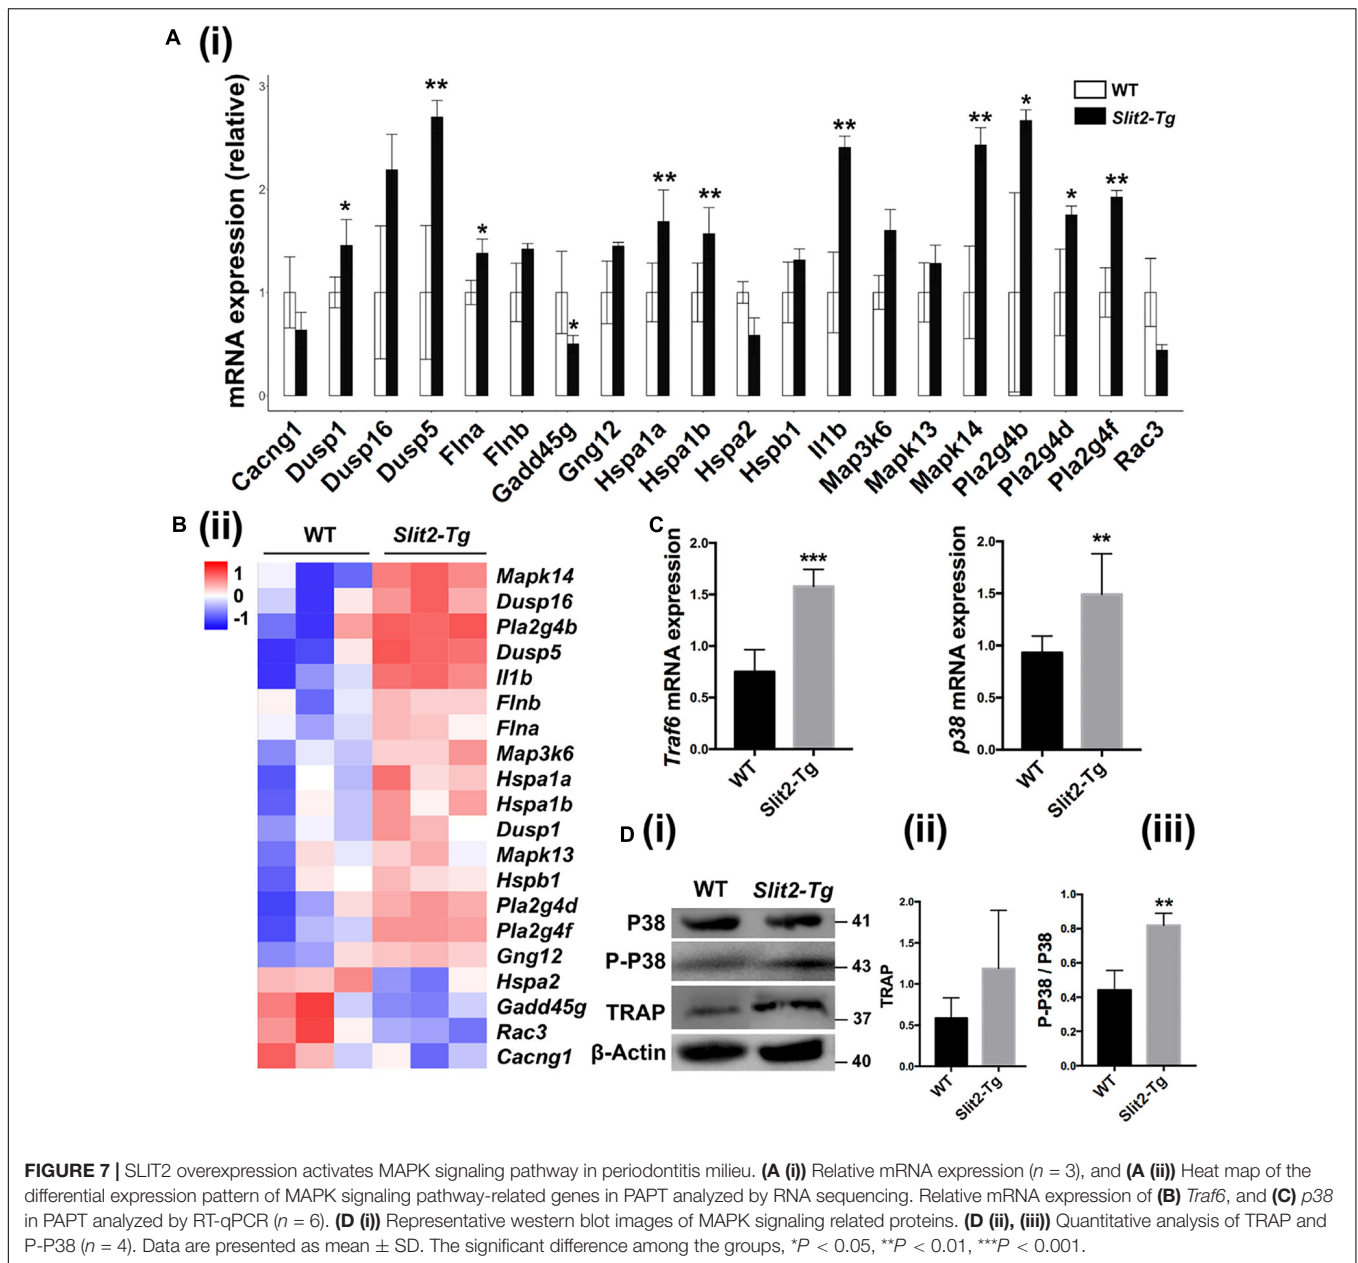 A (i)
mRNA expression (relative)
3
2
1
0
WT
Slit2-Tg
**
*
*
*
**
**
**
**
*
*
**
Cacng1
Dusp1
Dusp16
Dusp5
Flna
Flnb
Gadd45g
Gng12
Hspa1a
Hspa1b
Hspa2
Hspb1
Il1b
Map3k6
Mapk13
Mapk14
Pla2g4b
Pla2g4d
Pla2g4f
Rac3
B (ii)
WT Slit2-Tg
1
0
-1
Mapk14
Dusp16
Pla2g4b
Dusp5
Il1b
Flnb
Flna
Map3k6
Hspa1a
Hspa1b
Dusp1
Mapk13
Hspb1
Pla2g4d
Pla2g4f
Gng12
Hspa2
Gadd45g
Rac3
Cacng1
C
Traf6 mRNA expression
2.0
1.5
1.0
0.5
0.0
***
WT
Slit2-Tg
p38 mRNA expression
2.0
1.5
1.0
0.5
0.0
**
WT
Slit2-Tg
D (i)
WT Slit2-Tg
P38 41
P-P38 43
TRAP 37
β-Actin 40
(ii)
TRAP
2.0
1.5
1.0
0.5
0.0
WT
Slit2-Tg
(iii)
P-P38 / P38
1.0
0.8
0.6
0.4
0.2
0.0
**
WT
Slit2-Tg
FIGURE 7 | SLIT2 overexpression activates MAPK signaling pathway in periodontitis milieu. (A (i)) Relative mRNA expression (n = 3), and (A (ii)) Heat map of the
differential expression pattern of MAPK signaling pathway-related genes in PAPT analyzed by RNA sequencing. Relative mRNA expression of (B) Traf6, and (C) p38
in PAPT analyzed by RT-qPCR (n = 6). (D (i)) Representative western blot images of MAPK signaling related proteins. (D (ii), (iii)) Quantitative analysis of TRAP and
P-P38 (n = 4). Data are presented as mean ± SD. The significant difference among the groups, *P < 0.05, **P < 0.01, ***P < 0.001.